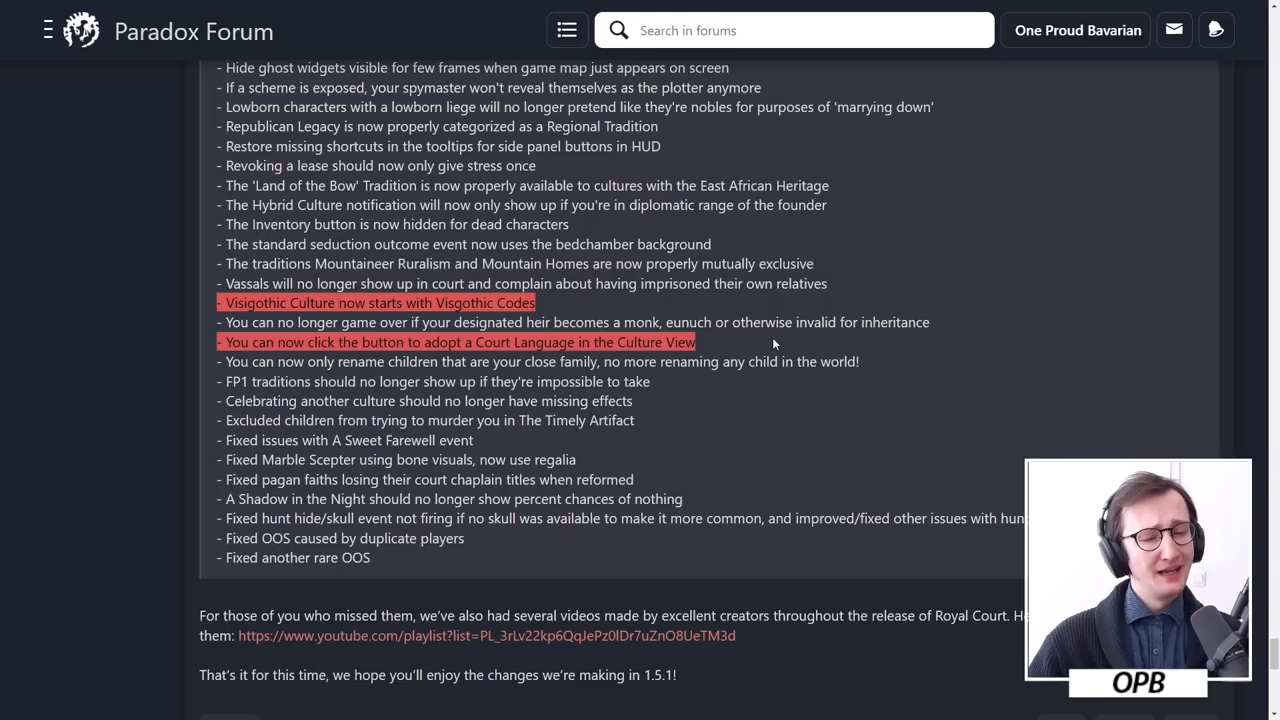 Paradox Forum
Search in forums
One Proud Bavarian
- Hide ghost widgets visible for few frames when game map just appears on screen
- If a scheme is exposed, your spymaster won't reveal themselves as the plotter anymore
- Lowborn characters with a lowborn liege will no longer pretend like they're nobles for purposes of 'marrying down'
- Republican Legacy is now properly categorized as a Regional Tradition
- Restore missing shortcuts in the tooltips for side panel buttons in HUD
- Revoking a lease should now only give stress once
- The 'Land of the Bow' Tradition is now properly available to cultures with the East African Heritage
- The Hybrid Culture notification will now only show up if you're in diplomatic range of the founder
- The Inventory button is now hidden for dead characters
- The standard seduction outcome event now uses the bedchamber background
- The traditions Mountaineer Ruralism and Mountain Homes are now properly mutually exclusive
- Vassals will no longer show up in court and complain about having imprisoned their own relatives
- Visigothic Culture now starts with Visgothic Codes
- You can no longer game over if your designated heir becomes a monk, eunuch or otherwise invalid for inheritance
- You can now click the button to adopt a Court Language in the Culture View
- You can now only rename children that are your close family, no more renaming any child in the world!
- FP1 traditions should no longer show up if they're impossible to take
- Celebrating another culture should no longer have missing effects
- Excluded children from trying to murder you in The Timely Artifact
- Fixed issues with A Sweet Farewell event
- Fixed Marble Scepter using bone visuals, now use regalia
- Fixed pagan faiths losing their court chaplain titles when reformed
- A Shadow in the Night should no longer show percent chances of nothing
- Fixed hunt hide/skull event not firing if no skull was available to make it more common, and improved/fixed other issues with
- Fixed OOS caused by duplicate players
- Fixed another rare OOS
For those of you who missed them, we've also had several videos made by excellent creators throughout the release of Royal Court.
them: https://www.youtube.com/playlist?list=PL_3rLv22kp6QqJePz0lDr7uZnO8UeTM3d
That's it for this time, we hope you'll enjoy the changes we're making in 1.5.1!
OPB